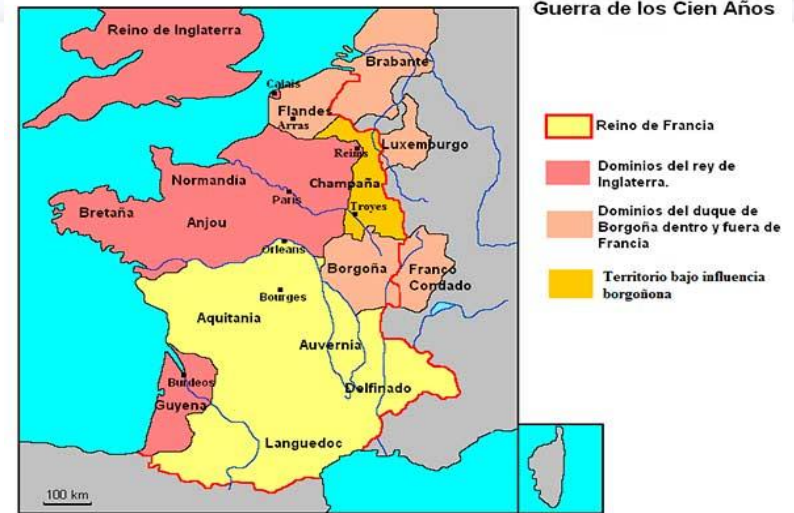 Guerra de los Cien Años
Reino de Inglaterra
Brabante
Calais
Flandes
Arras
Luxemburgo
Reims
Normandia
Champaña
Paris
Bretaña
Anjou
Troyes
Orleans
Borgoña
Franco
Condado
Bourges
Aquitania
Auvernia
Burdeos
Delfinado
Guyena
Languedoc
100 km
Reino de Francia
Dominios del rey de
Inglaterra.
Dominios del duque de
Borgoña dentro y fuera de
Francia
Territorio bajo influencia
borgoñona